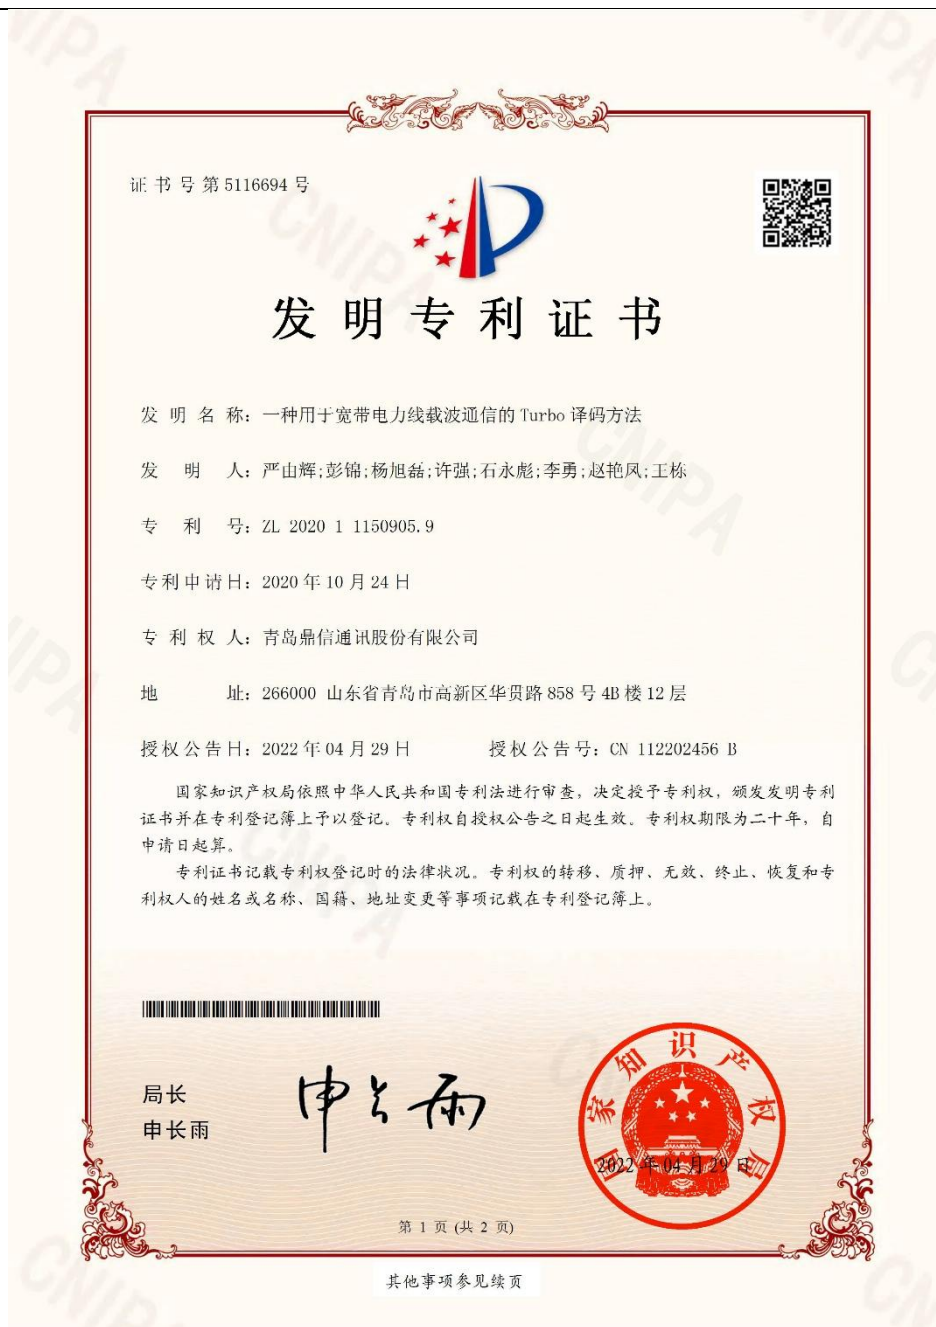 证书号第5116694号
发明专利证书
发明名称：一种用于宽带电力线载波通信的Turbo译码方法
发明人：严由辉;彭锦;杨旭磊;许强;石永彪;李勇;赵艳凤;王栋
专利号：ZL 2020 1 1150905.9
专利申请日：2020年10月24日
专利权人：青岛鼎信通讯股份有限公司
地址：266000 山东省青岛市高新区华贯路858号4B楼12层
授权公告日：2022年04月29日 授权公告号：CN 112202456 B
国家知识产权局依照中华人民共和国专利法进行审查，决定授予专利权，颁发发明专利
证书并在专利登记簿上予以登记。专利权自授权公告之日起生效。专利权期限为二十年，自
申请日起算。
专利证书记载专利权登记时的法律状况。专利权的转移、质押、无效、终止、恢复和专
利权人的姓名或名称、国籍、地址变更等事项记载在专利登记簿上。
局长
申长雨
申长雨
国家知识产权局
2022年04月29日
第 1 页 (共 2 页)
其他事项参见续页
CNIPA
CNIPA
CNIPA
CNIPA